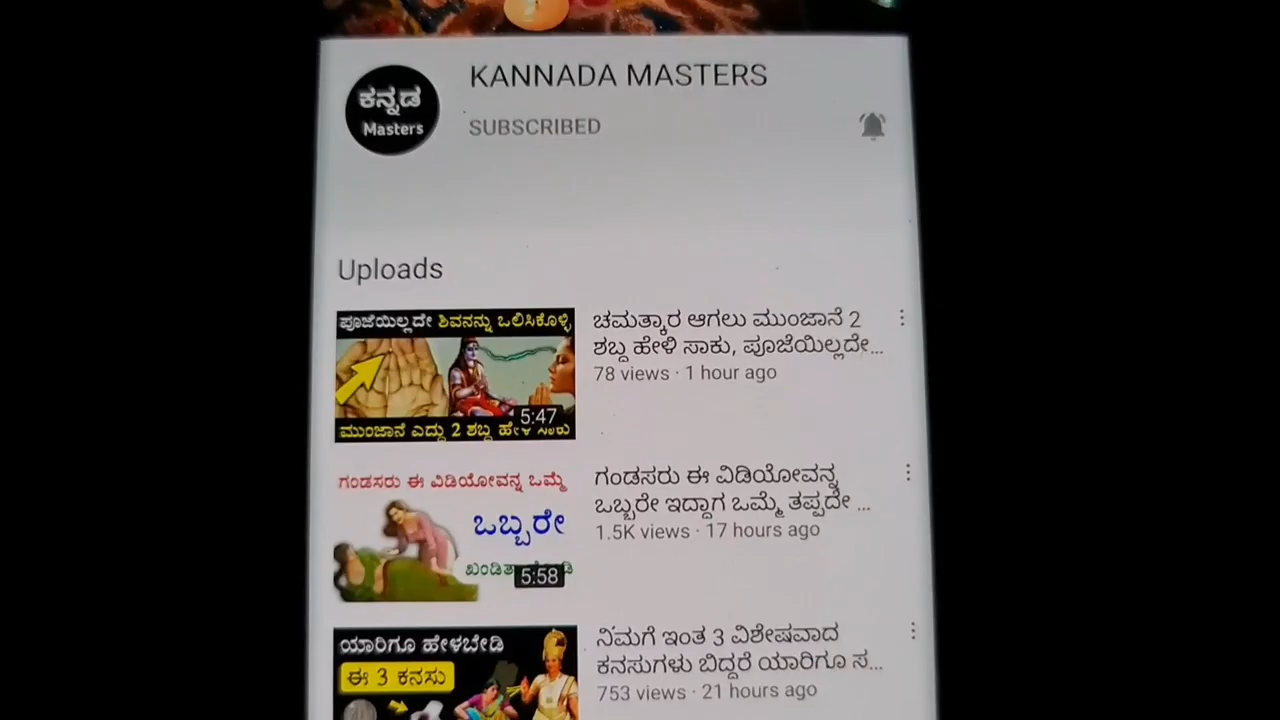 ಕನ್ನಡ
Masters
KANNADA MASTERS
SUBSCRIBED
Uploads
ಪೂಜೆಯಿಲ್ಲದೇ ಶಿವನನ್ನು ಒಲಿಸಿಕೊಳ್ಳಿ
5:47
ಮುಂಜಾನೆ ಎದ್ದು 2 ಶಬ್ದ ಹೇಳಿ ಸಾಕು
ಚಮತ್ಕಾರ ಆಗಲು ಮುಂಜಾನೆ 2
ಶಬ್ದ ಹೇಳಿ ಸಾಕು, ಪೂಜೆಯಿಲ್ಲದೇ...
78 views · 1 hour ago
ಗಂಡಸರು ಈ ವಿಡಿಯೋವನ್ನ ಒಮ್ಮೆ
ಒಬ್ಬರೇ
5:58
ಗಂಡಸರು ಈ ವಿಡಿಯೋವನ್ನ
ಒಬ್ಬರೇ ಇದ್ದಾಗ ಒಮ್ಮೆ ತಪ್ಪದೇ ...
1.5K views · 17 hours ago
ಯಾರಿಗೂ ಹೇಳಬೇಡಿ
ಈ 3 ಕನಸು
ನಿಮಗೆ ಇಂತ 3 ವಿಶೇಷವಾದ
ಕನಸುಗಳು ಬಿದ್ದರೆ ಯಾರಿಗೂ ಸ...
753 views · 21 hours ago